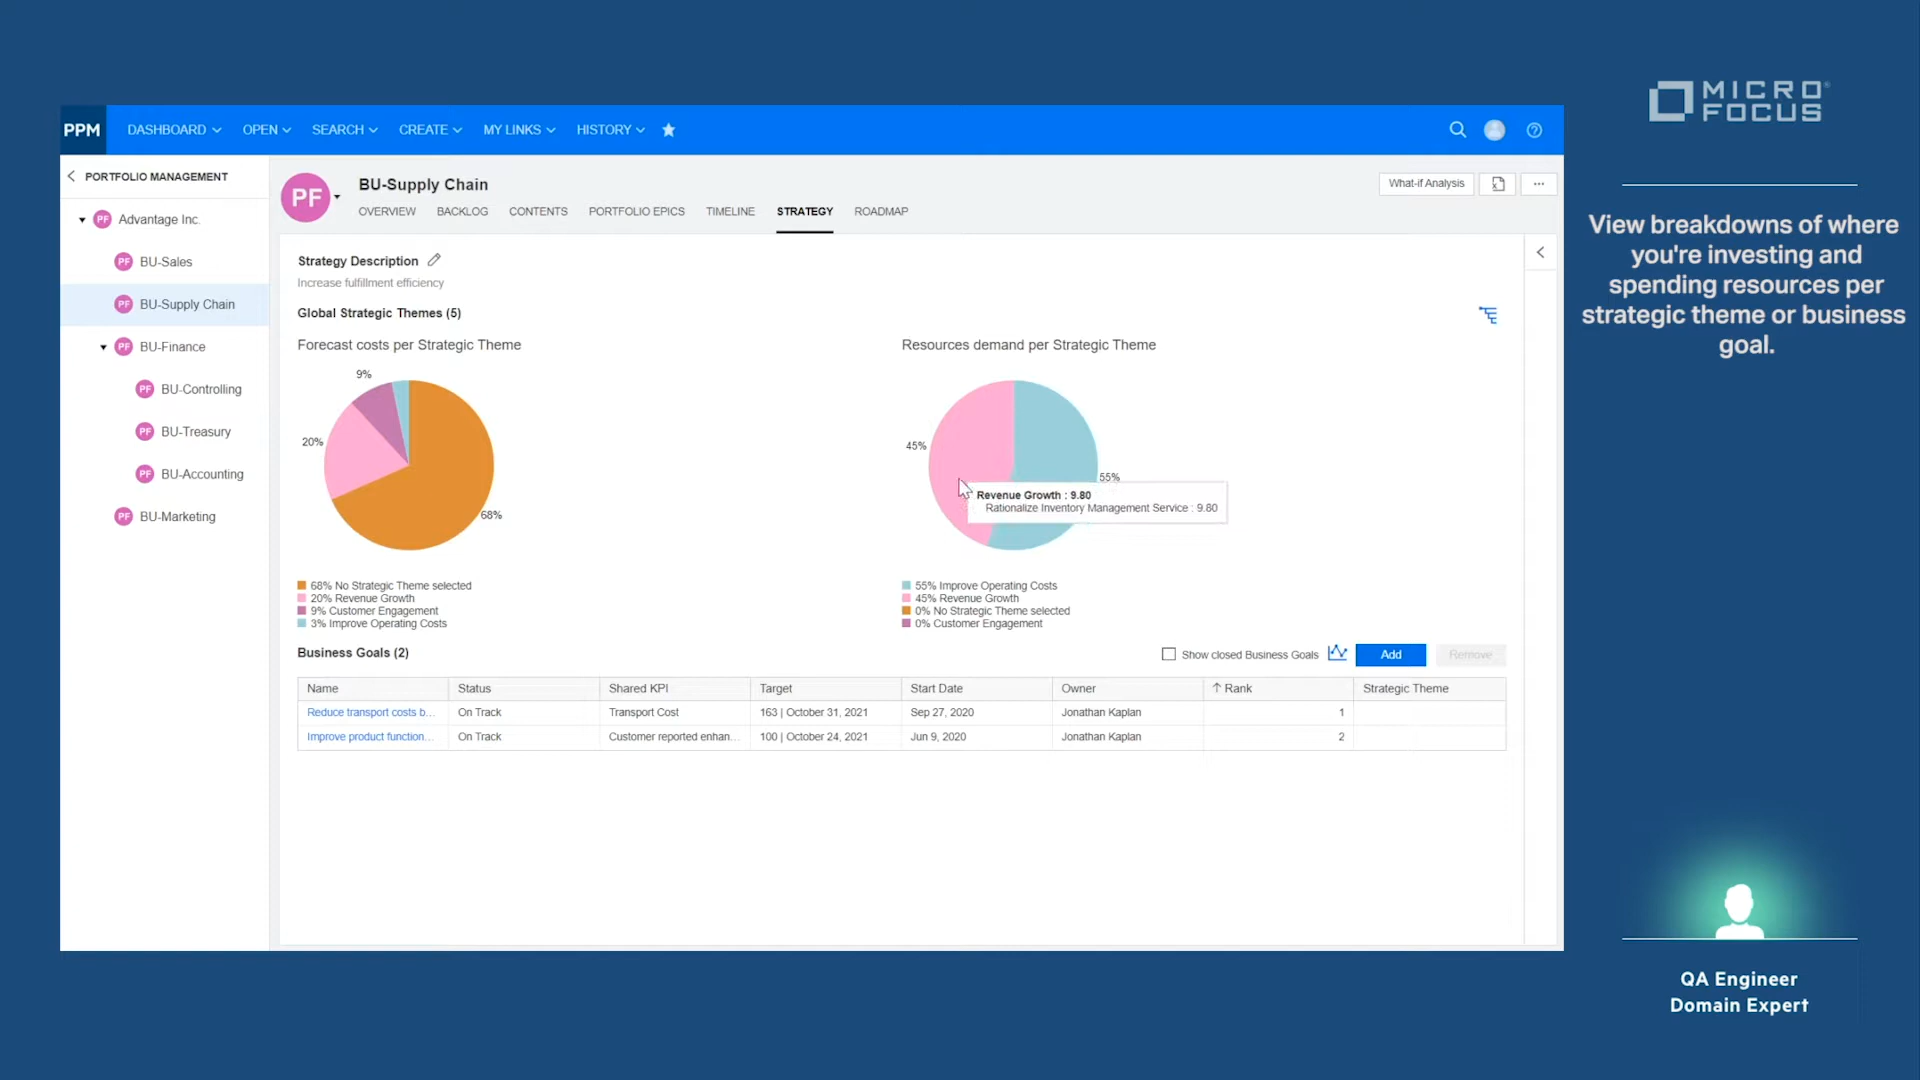 MICRO FOCUS®
PPM
DASHBOARD
OPEN
SEARCH
CREATE
MY LINKS
HISTORY
PORTFOLIO MANAGEMENT
PF Advantage Inc.
PF BU-Sales
PF BU-Supply Chain
PF BU-Finance
PF BU-Controlling
PF BU-Treasury
PF BU-Accounting
PF BU-Marketing
PF
BU-Supply Chain
What-if Analysis
OVERVIEW
BACKLOG
CONTENTS
PORTFOLIO EPICS
TIMELINE
STRATEGY
ROADMAP
Strategy Description
Increase fulfillment efficiency
Global Strategic Themes (5)
Forecast costs per Strategic Theme
9%
20%
68%
68% No Strategic Theme selected
20% Revenue Growth
9% Customer Engagement
3% Improve Operating Costs
Resources demand per Strategic Theme
45%
55%
Revenue Growth : 9.80
Rationalize Inventory Management Service : 9.80
55% Improve Operating Costs
45% Revenue Growth
0% No Strategic Theme selected
0% Customer Engagement
Business Goals (2)
Show closed Business Goals
Add
Remove
Name Status Shared KPI Target Start Date Owner ↑ Rank Strategic Theme
Reduce transport costs b... On Track Transport Cost 163 | October 31, 2021 Sep 27, 2020 Jonathan Kaplan 1
Improve product function... On Track Customer reported enhan... 100 | October 24, 2021 Jun 9, 2020 Jonathan Kaplan 2
View breakdowns of where
you're investing and
spending resources per
strategic theme or business
goal.
QA Engineer
Domain Expert